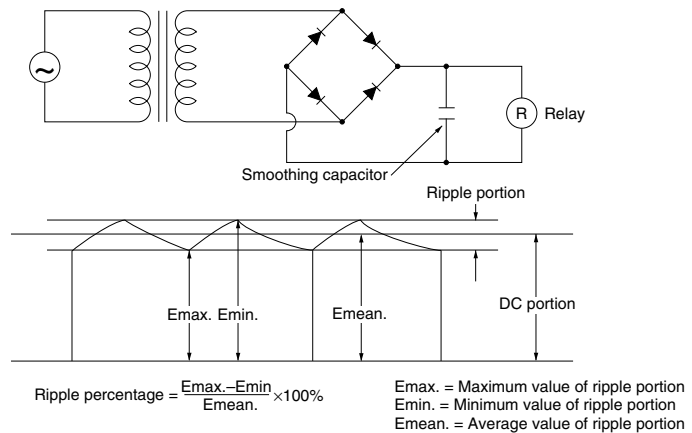 R Relay
Smoothing capacitor
Ripple portion
Emax. Emin.
Emean.
DC portion
Ripple percentage = Emax.–Emin / Emean. ×100%
Emax. = Maximum value of ripple portion
Emin. = Minimum value of ripple portion
Emean. = Average value of ripple portion